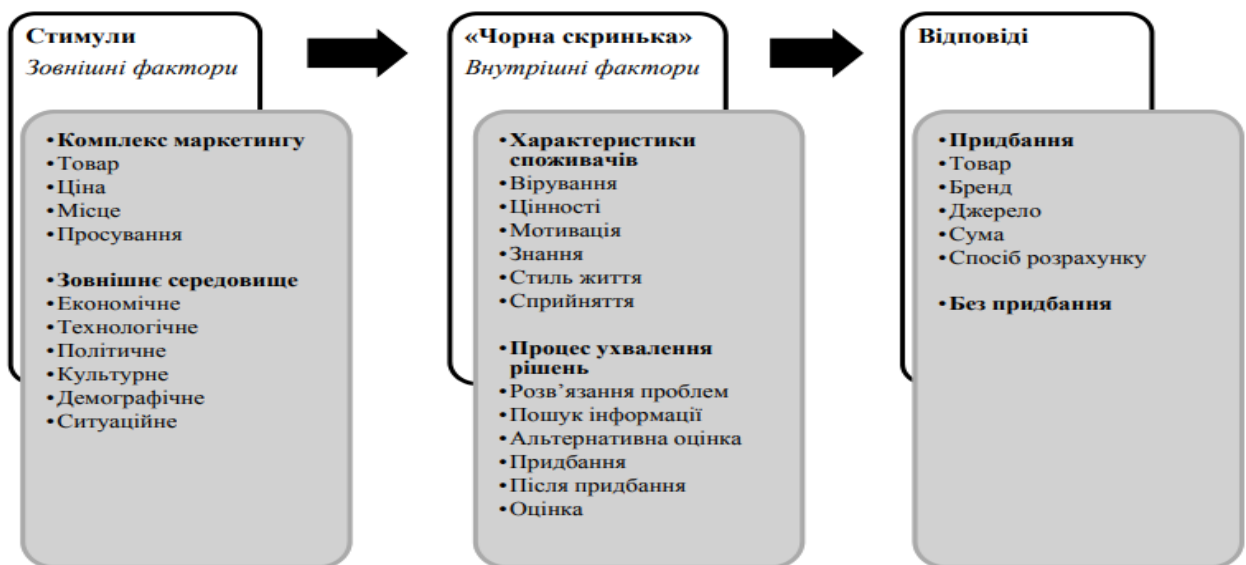 Стимули
Зовнішні фактори
•Комплекс маркетингу
•Товар
•Ціна
•Місце
•Просування
•Зовнішнє середовище
•Економічне
•Технологічне
•Політичне
•Культурне
•Демографічне
•Ситуаційне
«Чорна скринька»
Внутрішні фактори
•Характеристики
споживачів
•Вірування
•Цінності
•Мотивація
•Знання
•Стиль життя
•Сприйняття
•Процес ухвалення
рішень
•Розв’язання проблем
•Пошук інформації
•Альтернативна оцінка
•Придбання
•Після придбання
•Оцінка
Відповіді
•Придбання
•Товар
•Бренд
•Джерело
•Сума
•Спосіб розрахунку
•Без придбання